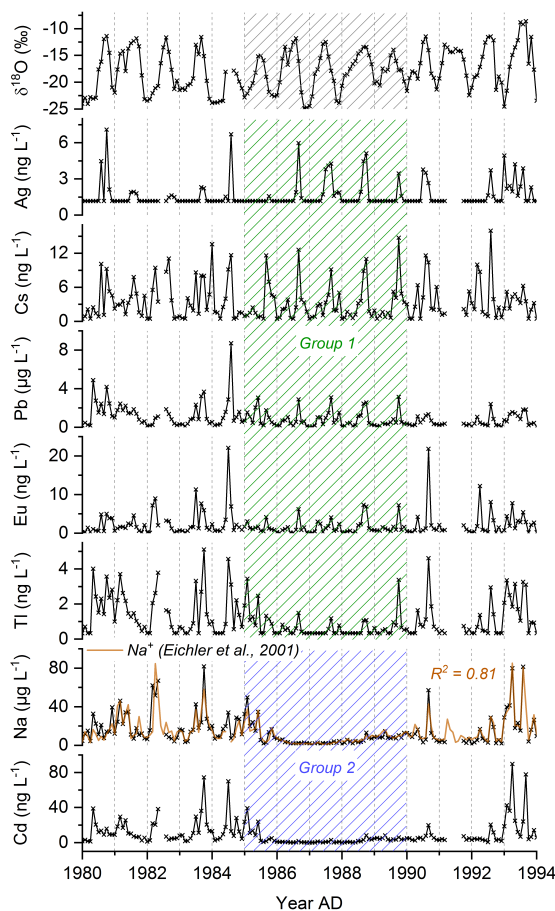 δ¹⁸O (‰)
-10
-15
-20
-25
Ag (ng L⁻¹)
6
3
0
Cs (ng L⁻¹)
12
6
0
Group 1
Pb (µg L⁻¹)
8
4
0
Eu (ng L⁻¹)
20
10
0
Tl (ng L⁻¹)
4
2
0
Na (µg L⁻¹)
80
40
0
Na⁺ (Eichler et al., 2001)
R² = 0.81
Cd (ng L⁻¹)
80
40
0
Group 2
1980 1982 1984 1986 1988 1990 1992 1994
Year AD